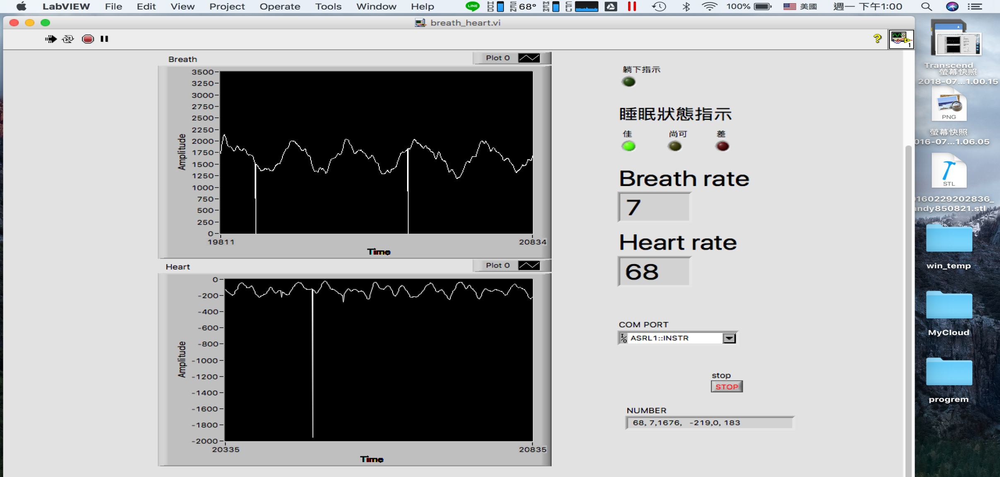 LabVIEW File Edit View Project Operate Tools Window Help LINE HDD SEN 68° MEM CPU 100% 美國 週一 下午1:00
breath_heart.vi
1
Breath
Plot 0
3500
3250
3000
2750
2500
2250
2000
1750
1500
1250
1000
750
500
250
0
Amplitude
19811 20834
Time
Heart
Plot 0
0
-200
-400
-600
-800
-1000
-1200
-1400
-1600
-1800
-2000
Amplitude
20335 20835
Time
躺下指示
睡眠狀態指示
佳 尚可 差
Breath rate
7
Heart rate
68
COM PORT
I/O ASRL1::INSTR
stop
STOP
NUMBER
68, 7,1676, -219,0, 183
Transcend
螢幕快照
2018-07...1.00.15
PNG
螢幕快照
016-07...1.06.05
STL
160229202836_
ndy850821.stl
win_temp
MyCloud
progrem